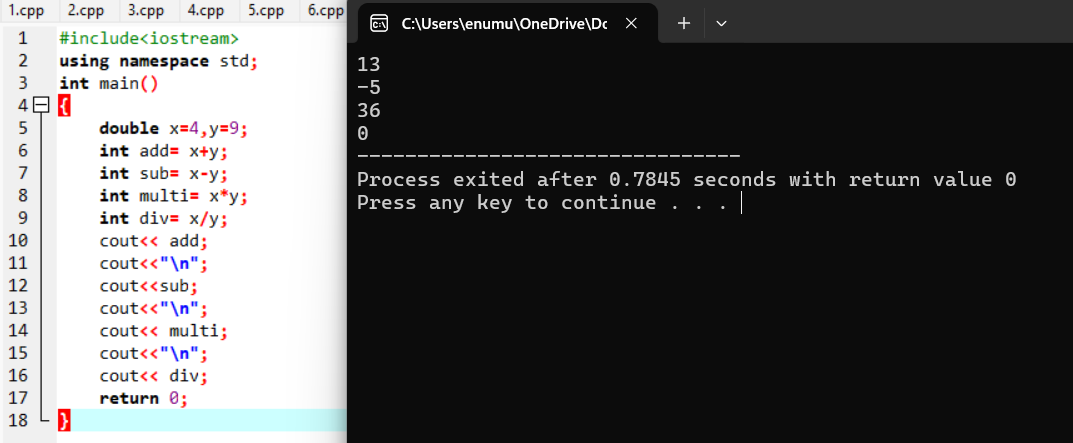 1.cpp 2.cpp 3.cpp 4.cpp 5.cpp 6.cpp
1 #include<iostream>
2 using namespace std;
3 int main()
4 {
5 double x=4,y=9;
6 int add= x+y;
7 int sub= x-y;
8 int multi= x*y;
9 int div= x/y;
10 cout<< add;
11 cout<<"\n";
12 cout<<sub;
13 cout<<"\n";
14 cout<< multi;
15 cout<<"\n";
16 cout<< div;
17 return 0;
18 }
C:\Users\enumu\OneDrive\Dc
13
-5
36
0
--------------------------------
Process exited after 0.7845 seconds with return value 0
Press any key to continue . . .